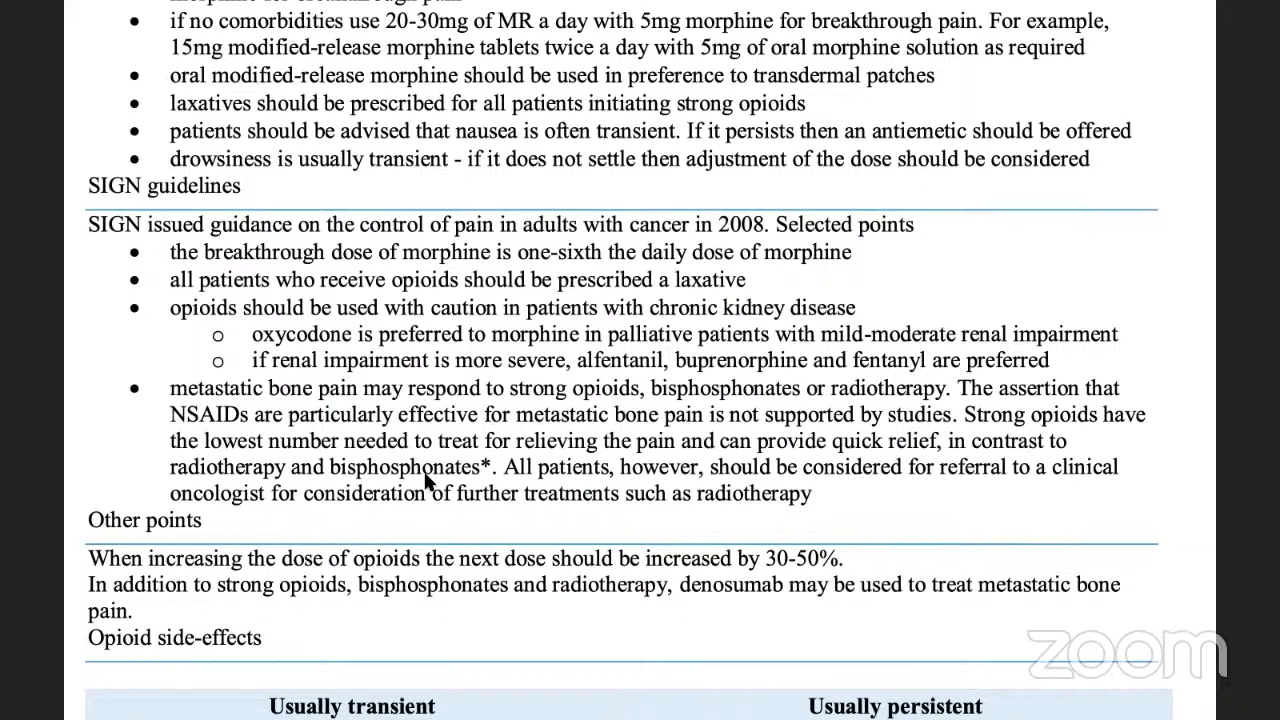 • if no comorbidities use 20-30mg of MR a day with 5mg morphine for breakthrough pain. For example,
15mg modified-release morphine tablets twice a day with 5mg of oral morphine solution as required
• oral modified-release morphine should be used in preference to transdermal patches
• laxatives should be prescribed for all patients initiating strong opioids
• patients should be advised that nausea is often transient. If it persists then an antiemetic should be offered
• drowsiness is usually transient - if it does not settle then adjustment of the dose should be considered
SIGN guidelines
SIGN issued guidance on the control of pain in adults with cancer in 2008. Selected points
• the breakthrough dose of morphine is one-sixth the daily dose of morphine
• all patients who receive opioids should be prescribed a laxative
• opioids should be used with caution in patients with chronic kidney disease
o oxycodone is preferred to morphine in palliative patients with mild-moderate renal impairment
o if renal impairment is more severe, alfentanil, buprenorphine and fentanyl are preferred
• metastatic bone pain may respond to strong opioids, bisphosphonates or radiotherapy. The assertion that
NSAIDs are particularly effective for metastatic bone pain is not supported by studies. Strong opioids have
the lowest number needed to treat for relieving the pain and can provide quick relief, in contrast to
radiotherapy and bisphosphonates*. All patients, however, should be considered for referral to a clinical
oncologist for consideration of further treatments such as radiotherapy
Other points
When increasing the dose of opioids the next dose should be increased by 30-50%.
In addition to strong opioids, bisphosphonates and radiotherapy, denosumab may be used to treat metastatic bone
pain.
Opioid side-effects
zoom
Usually transient Usually persistent